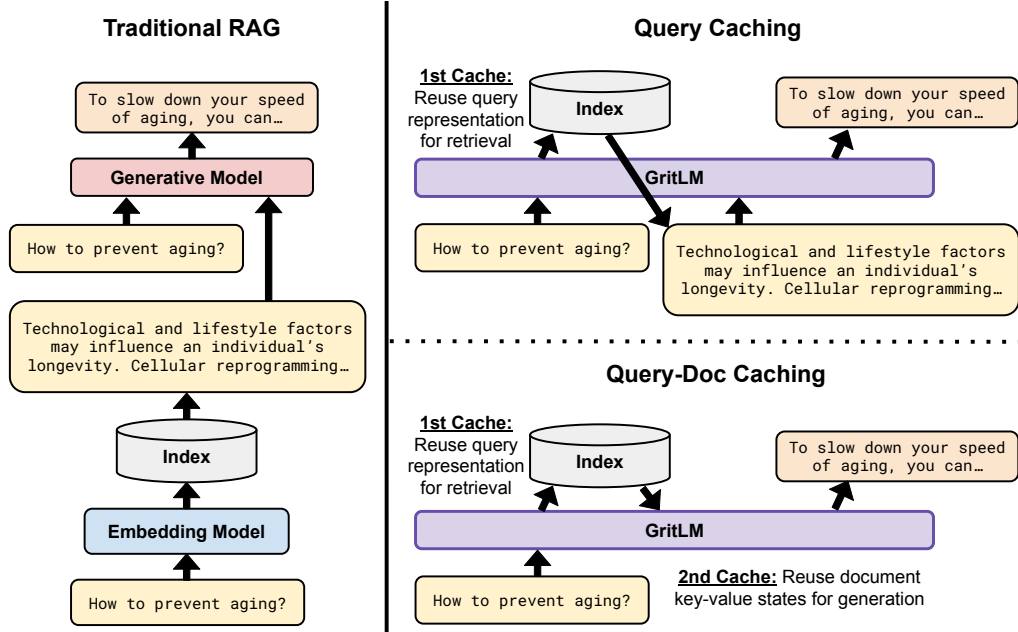 Traditional RAG
To slow down your speed
of aging, you can…
Generative Model
How to prevent aging?
Technological and lifestyle factors
may influence an individual's
longevity. Cellular reprogramming…
Index
Embedding Model
How to prevent aging?
Query Caching
1st Cache:
Reuse query
representation
for retrieval
Index
To slow down your speed
of aging, you can…
GritLM
How to prevent aging?
Technological and lifestyle factors
may influence an individual's
longevity. Cellular reprogramming…
Query-Doc Caching
1st Cache:
Reuse query
representation
for retrieval
Index
To slow down your speed
of aging, you can…
GritLM
How to prevent aging?
2nd Cache: Reuse document
key-value states for generation